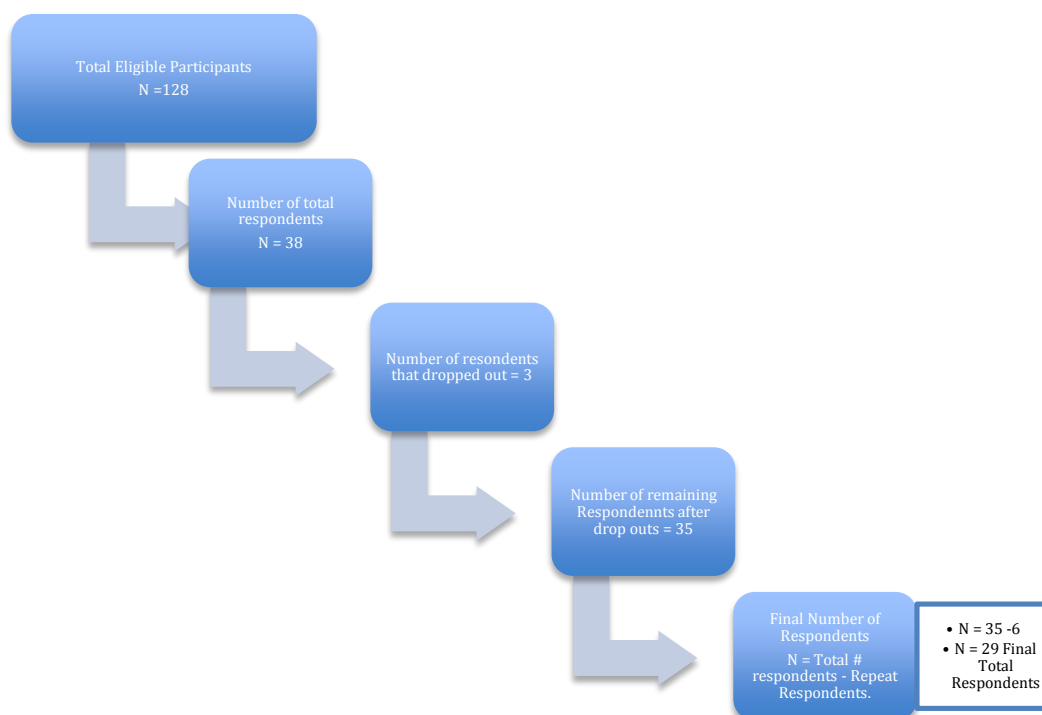 Total Eligible Participants
N =128
Number of total
respondents
N = 38
Number of resondents
that dropped out = 3
Number of remaining
Respondennts after
drop outs = 35
Final Number of
Respondents
N = Total #
respondents - Repeat
Respondents.
• N = 35 -6
• N = 29 Final
Total
Respondents